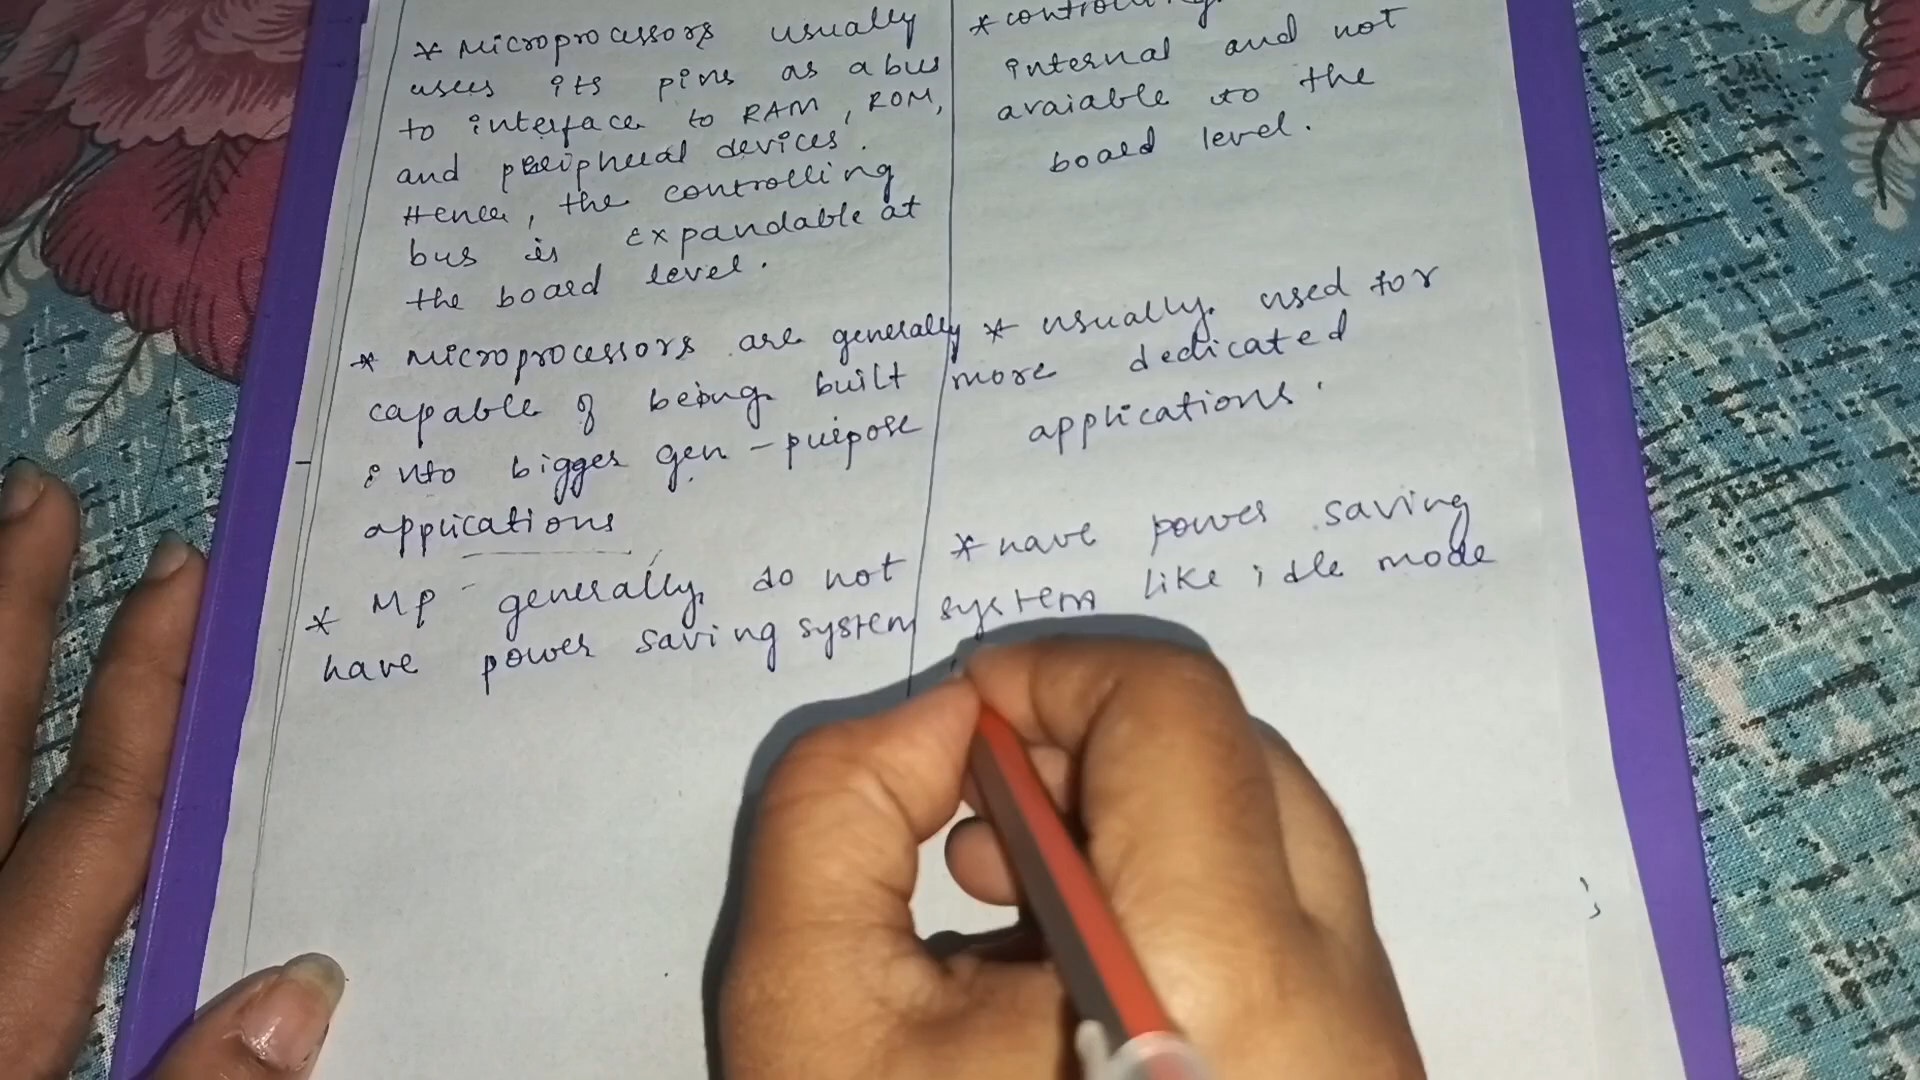 * Microprocessors usually
uses its pins as a bus
to interface to RAM, ROM,
and peripheral devices.
Hence, the controlling
bus is expandable at
the board level.
* Microprocessors are generally
capable of being built
into bigger gen-purpose
applications
* MP generally do not
have power saving system
* controlling
internal and not
avaiable to the
board level.
* usually used for
more dedicated
applications.
* have power saving
system like idle mode